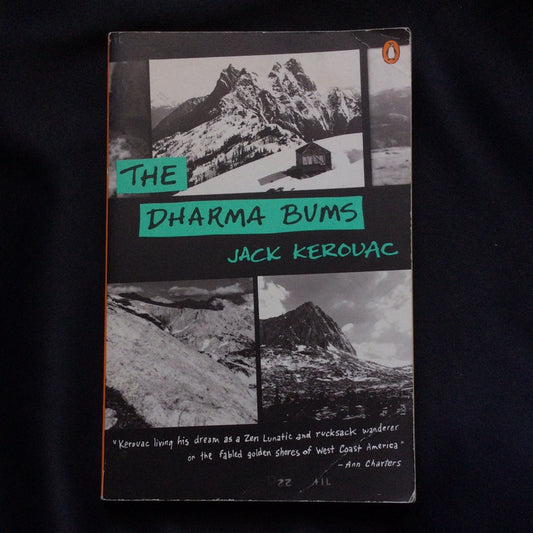 THE
DHARMA BUMS
JACK KEROUAC
"Kerouac living his dream as a Zen Lunatic and rucksack wanderer
on the fabled golden shores of West Coast America"
- Ann Charters